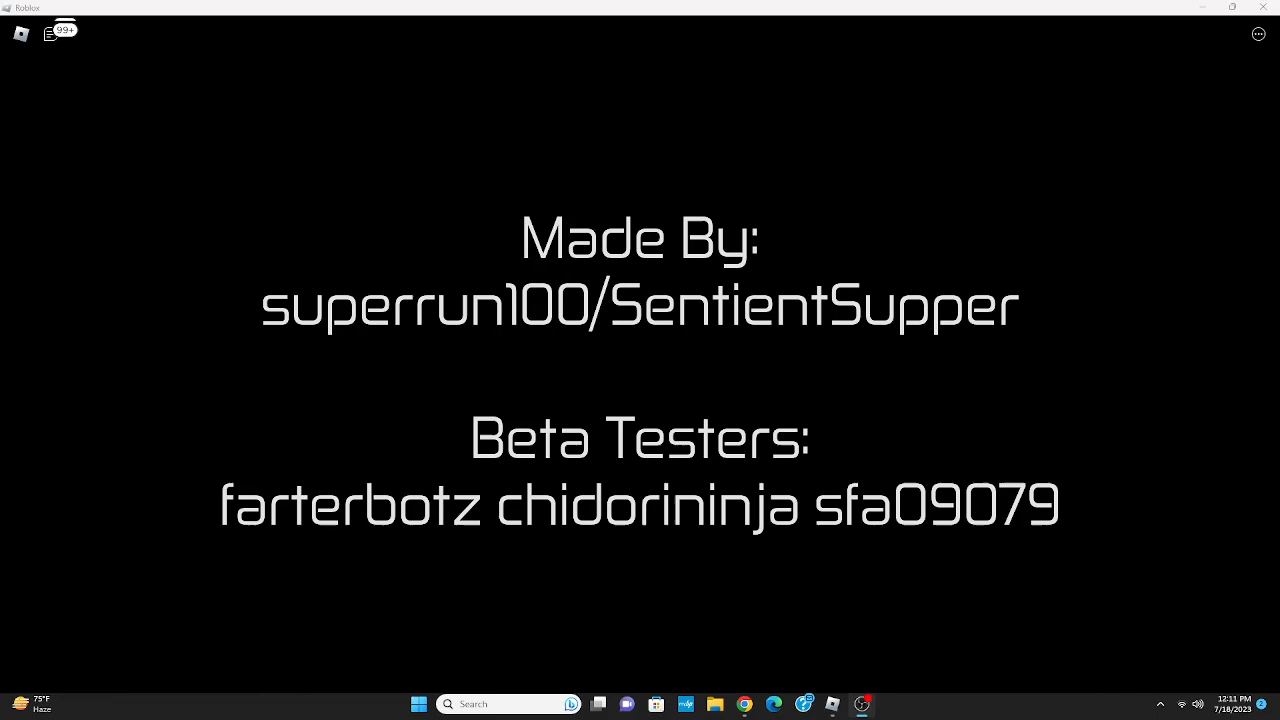 Roblox
99+
Made By:
superrun100/SentientSupper
Beta Testers:
farterbotz chidorininja sfa09079
75°F
Haze
Search
12:11 PM
7/18/2023
2